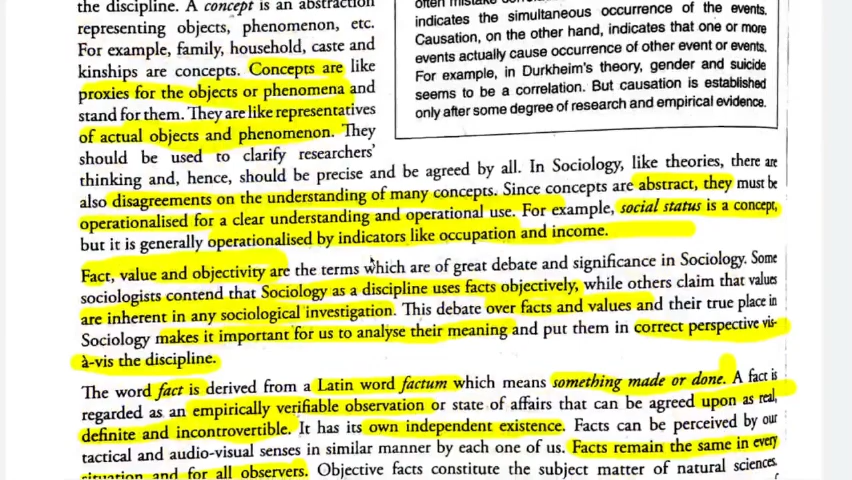 the discipline. A concept is an abstraction
representing objects, phenomenon, etc.
For example, family, household, caste and
kinships are concepts. Concepts are like
proxies for the objects or phenomena and
stand for them. They are like representatives
of actual objects and phenomenon. They
should be used to clarify researchers'
often mistake
indicates the simultaneous occurrence of the events.
Causation, on the other hand, indicates that one or more
events actually cause occurrence of other event or events.
For example, in Durkheim's theory, gender and suicide
seems to be a correlation. But causation is established
only after some degree of research and empirical evidence.
thinking and, hence, should be precise and be agreed by all. In Sociology, like theories, there are
also disagreements on the understanding of many concepts. Since concepts are abstract, they must be
operationalised for a clear understanding and operational use. For example, social status is a concept,
but it is generally operationalised by indicators like occupation and income.
Fact, value and objectivity are the terms which are of great debate and significance in Sociology. Some
sociologists contend that Sociology as a discipline uses facts objectively, while others claim that values
are inherent in any sociological investigation. This debate over facts and values and their true place in
Sociology makes it important for us to analyse their meaning and put them in correct perspective vis-
à-vis the discipline.
The word fact is derived from a Latin word factum which means something made or done. A fact is
regarded as an empirically verifiable observation or state of affairs that can be agreed upon as real,
definite and incontrovertible. It has its own independent existence. Facts can be perceived by our
tactical and audio-visual senses in similar manner by each one of us. Facts remain the same in every
situation and for all observers. Objective facts constitute the subject matter of natural sciences.